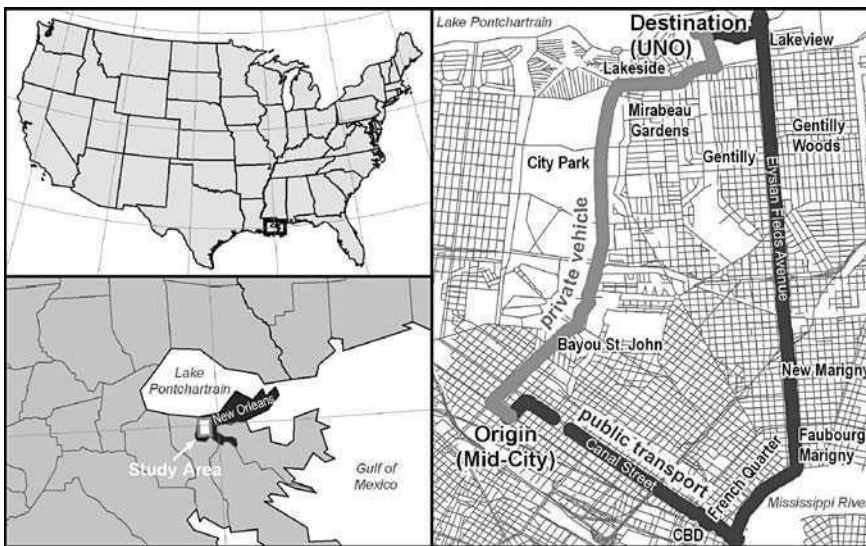 Lake
Pontchartrain
New Orleans
Study Area
Gulf of
Mexico
Lake Pontchartrain
Destination
(UNO)
Lakeview
Lakeside
Mirabeau
Gardens
Gentilly
Gentilly
Woods
City Park
Elysian Fields Avenue
private vehicle
Bayou St. John
New Marigny
Origin
(Mid-City)
public transport
Canal Street
French Quarter
Faubourg
Marigny
Mississippi River
CBD